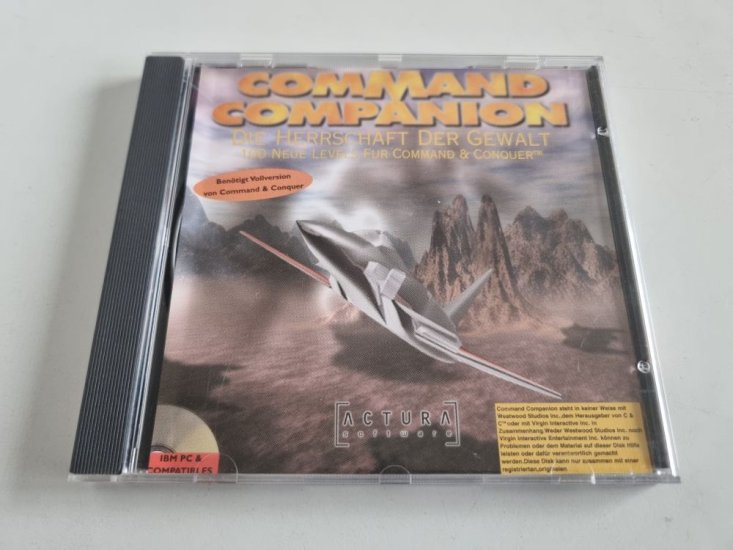 COMMAND
COMPANION
DIE HERRSCHAFT DER GEWALT
NEUE LEVELS FÜR COMMAND & CONQUER™
Benötigt Vollversion
von Command & Conquer
ACTURA
software
IBM PC &
COMPATIBLES
Command Companion steht in keiner Weise mit
Westwood Studios Inc.,dem Herausgeber von C &
C™oder mit Virgin Interactive Inc. in
Zusammenhang.Weder Westwood Studios Inc. noch
Virgin Interactive Entertainment Inc. können zu
Problemen oder dem Material auf dieser Disk Hilfe
leisten oder dafür verantwortlich gemacht
werden.Diese Disk kann nur zusammen mit einer
registrierten,